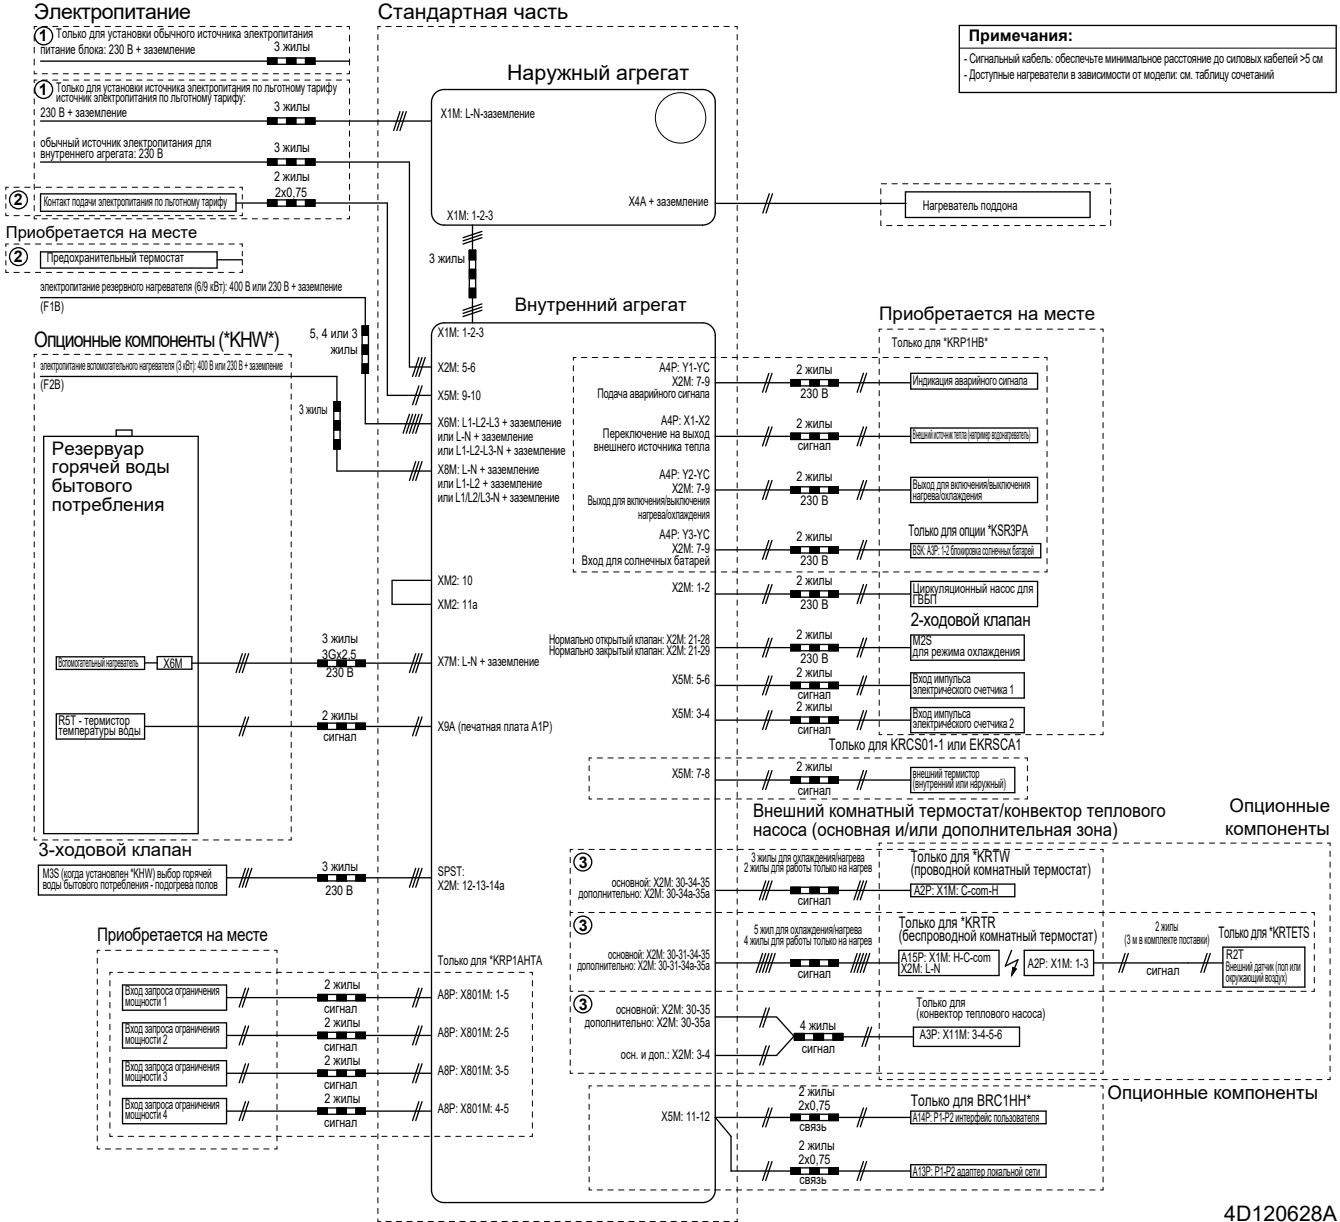 Электропитание
① Только для установки обычного источника электропитания
питание блока: 230 В + заземление
3 жилы
① Только для установки источника электропитания по льготному тарифу
источник электропитания по льготному тарифу:
230 В + заземление
3 жилы
обычный источник электропитания для
внутреннего агрегата: 230 В
3 жилы
2 жилы
2x0,75
② Контакт подачи электропитания по льготному тарифу
Приобретается на месте
② Предохранительный термостат
электропитание резервного нагревателя (6/9 кВт): 400 В или 230 В + заземление
(F1B)
5, 4 или 3
жилы
Опционные компоненты (*KHW*)
электропитание вспомогательного нагревателя (3 кВт): 400 В или 230 В + заземление
(F2B)
3 жилы
Резервуар
горячей воды
бытового
потребления
Вспомогательный нагреватель
X6M
3 жилы
3Gx2,5
230 В
R5T - термистор
температуры воды
2 жилы
сигнал
3-ходовой клапан
M3S (когда установлен *KHW) выбор горячей
воды бытового потребления - подогрева полов
3 жилы
230 В
Приобретается на месте
Вход запроса ограничения
мощности 1
2 жилы
сигнал
Вход запроса ограничения
мощности 2
2 жилы
сигнал
Вход запроса ограничения
мощности 3
2 жилы
сигнал
Вход запроса ограничения
мощности 4
2 жилы
сигнал
Стандартная часть
Наружный агрегат
X1M: L-N-заземление
X4A + заземление
X1M: 1-2-3
3 жилы
Внутренний агрегат
X1M: 1-2-3
X2M: 5-6
X5M: 9-10
X6M: L1-L2-L3 + заземление
или L-N + заземление
или L1-L2-L3-N + заземление
X8M: L-N + заземление
или L1-L2 + заземление
или L1/L2/L3-N + заземление
XM2: 10
XM2: 11a
X7M: L-N + заземление
X9A (печатная плата A1P)
SPST:
X2M: 12-13-14a
Только для *KRP1AHTA
A8P: X801M: 1-5
A8P: X801M: 2-5
A8P: X801M: 3-5
A8P: X801M: 4-5
Примечания:
- Сигнальный кабель: обеспечьте минимальное расстояние до силовых кабелей >5 см
- Доступные нагреватели в зависимости от модели: см. таблицу сочетаний
Нагреватель поддона
Приобретается на месте
Только для *KRP1HB*
A4P: Y1-YC
X2M: 7-9
Подача аварийного сигнала
2 жилы
230 В
Индикация аварийного сигнала
A4P: X1-X2
Переключение на выход
внешнего источника тепла
2 жилы
сигнал
Внешний источник тепла (например водонагреватель)
A4P: Y2-YC
X2M: 7-9
Выход для включения/выключения
нагрева/охлаждения
2 жилы
230 В
Выход для включения/выключения
нагрева/охлаждения
A4P: Y3-YC
X2M: 7-9
Вход для солнечных батарей
2 жилы
230 В
Только для опции *KSR3PA
BSK: A3P: 1-2 блокировка солнечных батарей
X2M: 1-2
2 жилы
230 В
Циркуляционный насос для
ГВБП
2-ходовой клапан
Нормально открытый клапан: X2M: 21-28
Нормально закрытый клапан: X2M: 21-29
2 жилы
230 В
M2S
для режима охлаждения
X5M: 5-6
2 жилы
сигнал
Вход импульса
электрического счетчика 1
X5M: 3-4
2 жилы
сигнал
Вход импульса
электрического счетчика 2
Только для KRCS01-1 или EKRSCA1
X5M: 7-8
2 жилы
сигнал
внешний термистор
(внутренний или наружный)
Внешний комнатный термостат/конвектор теплового
насоса (основная и/или дополнительная зона)
Опционные
компоненты
③
основной: X2M: 30-34-35
дополнительно: X2M: 30-34a-35a
3 жилы для охлаждения/нагрева
2 жилы для работы только на нагрев
сигнал
Только для *KRTW
(проводной комнатный термостат)
A2P: X1M: C-com-H
③
основной: X2M: 30-31-34-35
дополнительно: X2M: 30-31-34a-35a
5 жил для охлаждения/нагрева
4 жилы для работы только на нагрев
сигнал
Только для *KRTR
(беспроводной комнатный термостат)
A15P: X1M: H-C-com
X2M: L-N
A2P: X1M: 1-3
2 жилы
(3 м в комплекте поставки)
сигнал
Только для *KRTETS
R2T
Внешний датчик (пол или
окружающий воздух)
③
основной: X2M: 30-35
дополнительно: X2M: 30-35a
осн. и доп.: X2M: 3-4
4 жилы
сигнал
Только для
(конвектор теплового насоса)
A3P: X11M: 3-4-5-6
Опционные компоненты
X5M: 11-12
2 жилы
2x0,75
связь
Только для BRC1HH*
A14P: P1-P2 интерфейс пользователя
2 жилы
2x0,75
связь
A13P: P1-P2 адаптер локальной сети
4D120628A